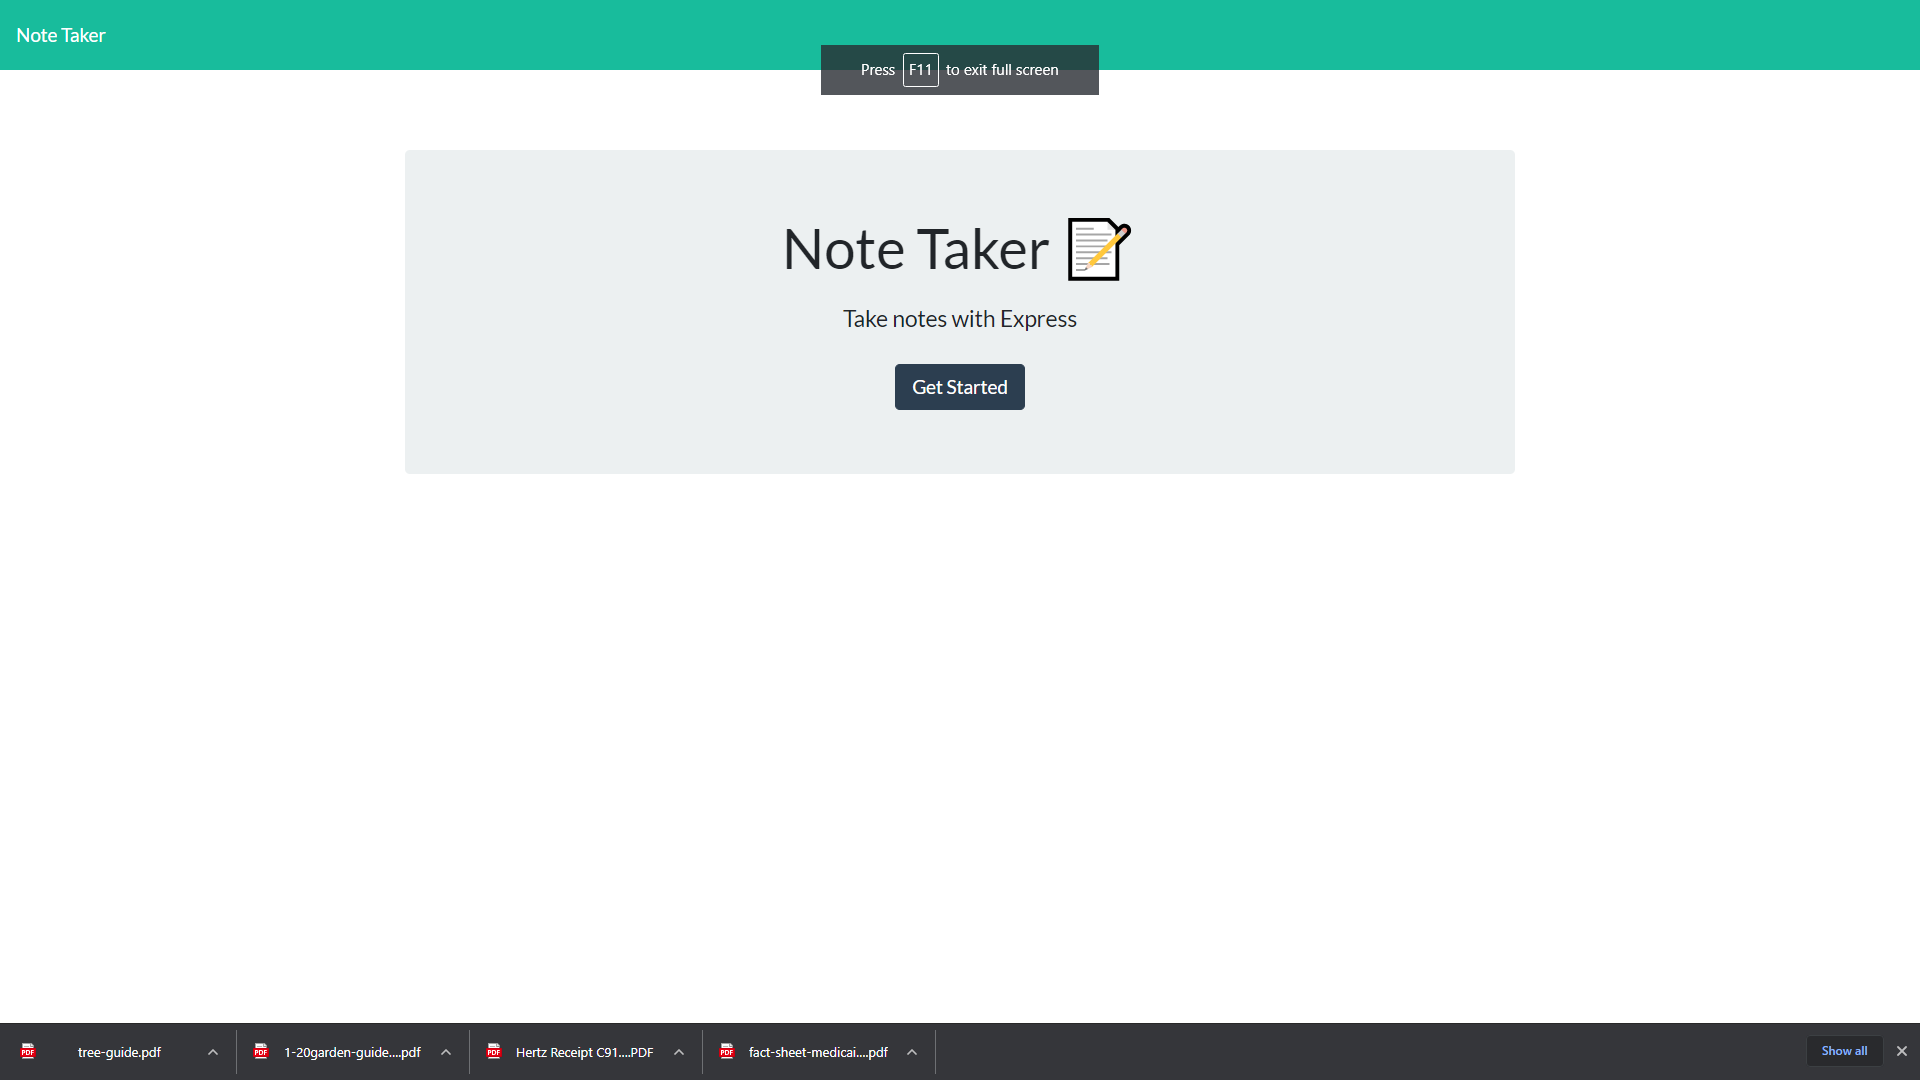 Note Taker
Press F11 to exit full screen
Note Taker
Take notes with Express
Get Started
tree-guide.pdf
1-20garden-guide....pdf
Hertz Receipt C91....PDF
fact-sheet-medicai....pdf
Show all